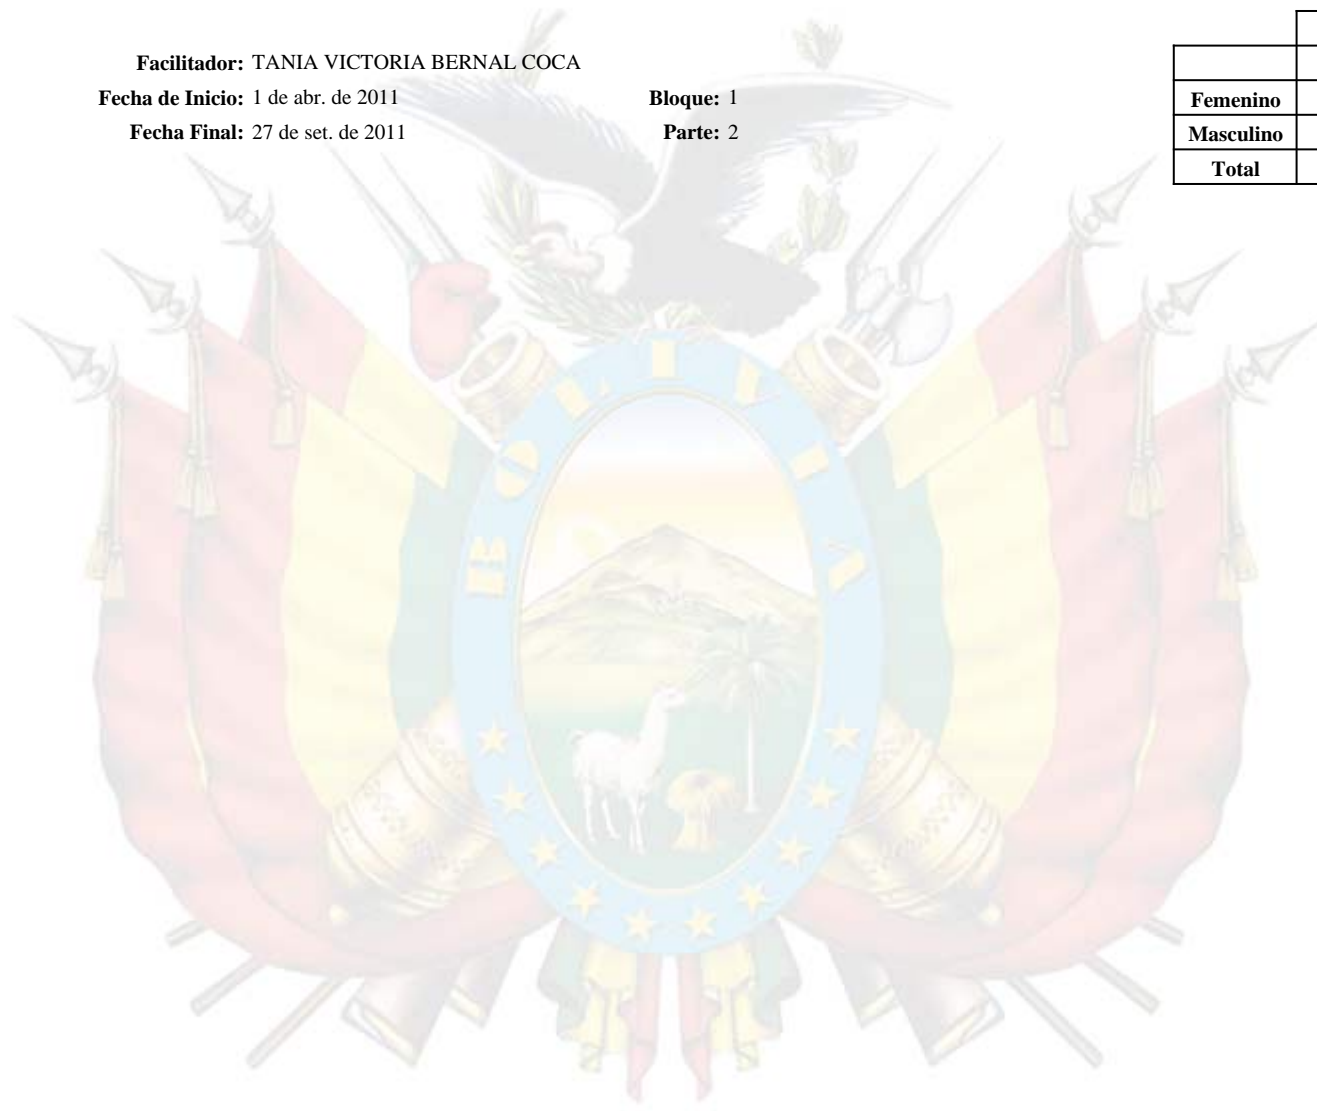 Facilitador: TANIA VICTORIA BERNAL COCA
Fecha de Inicio: 1 de abr. de 2011 Bloque: 1
Fecha Final: 27 de set. de 2011 Parte: 2
Femenino
Masculino
Total
BOLIVIA